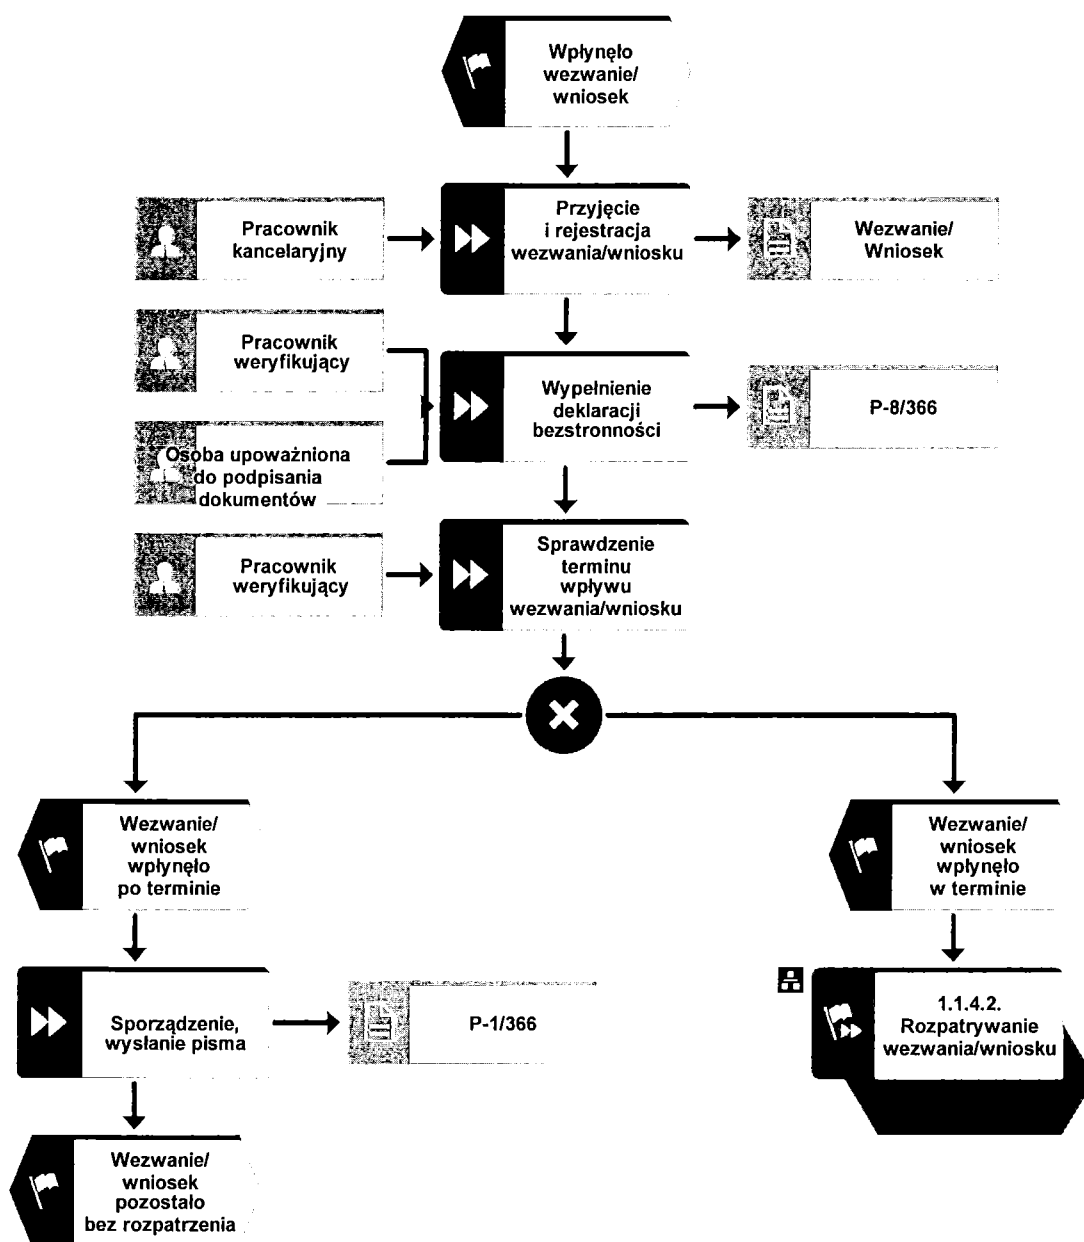 Wpłynęło
wezwanie/
wniosek
Pracownik
kancelaryjny
Przyjęcie
i rejestracja
wezwania/wniosku
Wezwanie/
Wniosek
Pracownik
weryfikujący
Osoba upoważniona
do podpisania
dokumentów
Wypełnienie
deklaracji
bezstronności
P-8/366
Pracownik
weryfikujący
Sprawdzenie
terminu
wpływu
wezwania/wniosku
Wezwanie/
wniosek
wpłynęło
po terminie
Wezwanie/
wniosek
wpłynęło
w terminie
Sporządzenie,
wysłanie pisma
P-1/366
1.1.4.2.
Rozpatrywanie
wezwania/wniosku
Wezwanie/
wniosek
pozostało
bez rozpatrzenia